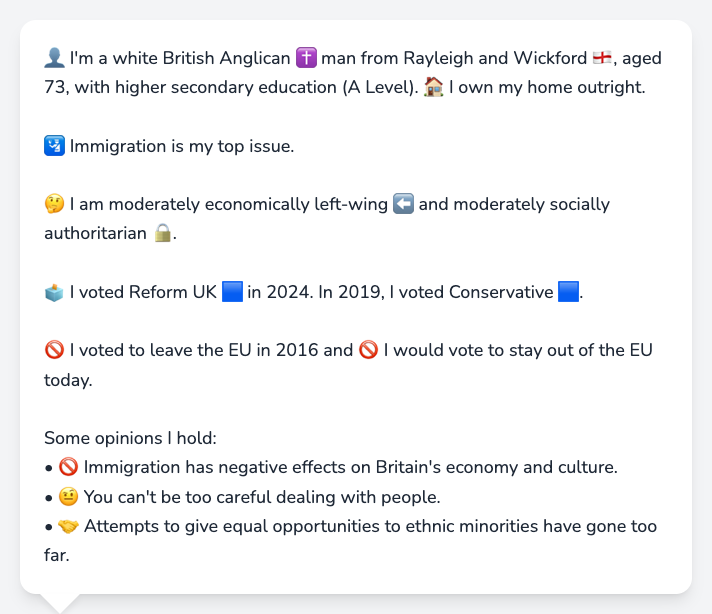 👤 I'm a white British Anglican ✝️ man from Rayleigh and Wickford 🏴󠁧󠁢󠁥󠁮󠁧󠁿, aged
73, with higher secondary education (A Level). 🏠 I own my home outright.
🛂 Immigration is my top issue.
🤔 I am moderately economically left-wing ⬅️ and moderately socially
authoritarian 🔒.
🗳️ I voted Reform UK 🟦 in 2024. In 2019, I voted Conservative 🟦.
🚫 I voted to leave the EU in 2016 and 🚫 I would vote to stay out of the EU
today.
Some opinions I hold:
• 🚫 Immigration has negative effects on Britain's economy and culture.
• 🤨 You can't be too careful dealing with people.
• 🤝 Attempts to give equal opportunities to ethnic minorities have gone too
far.